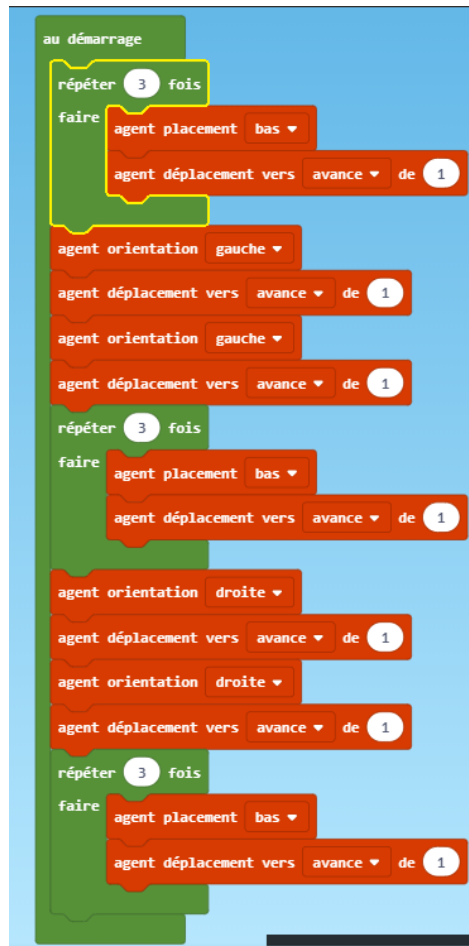 au démarrage
répéter 3 fois
faire
agent placement bas
agent déplacement vers avance de 1
agent orientation gauche
agent déplacement vers avance de 1
agent orientation gauche
agent déplacement vers avance de 1
répéter 3 fois
faire
agent placement bas
agent déplacement vers avance de 1
agent orientation droite
agent déplacement vers avance de 1
agent orientation droite
agent déplacement vers avance de 1
répéter 3 fois
faire
agent placement bas
agent déplacement vers avance de 1